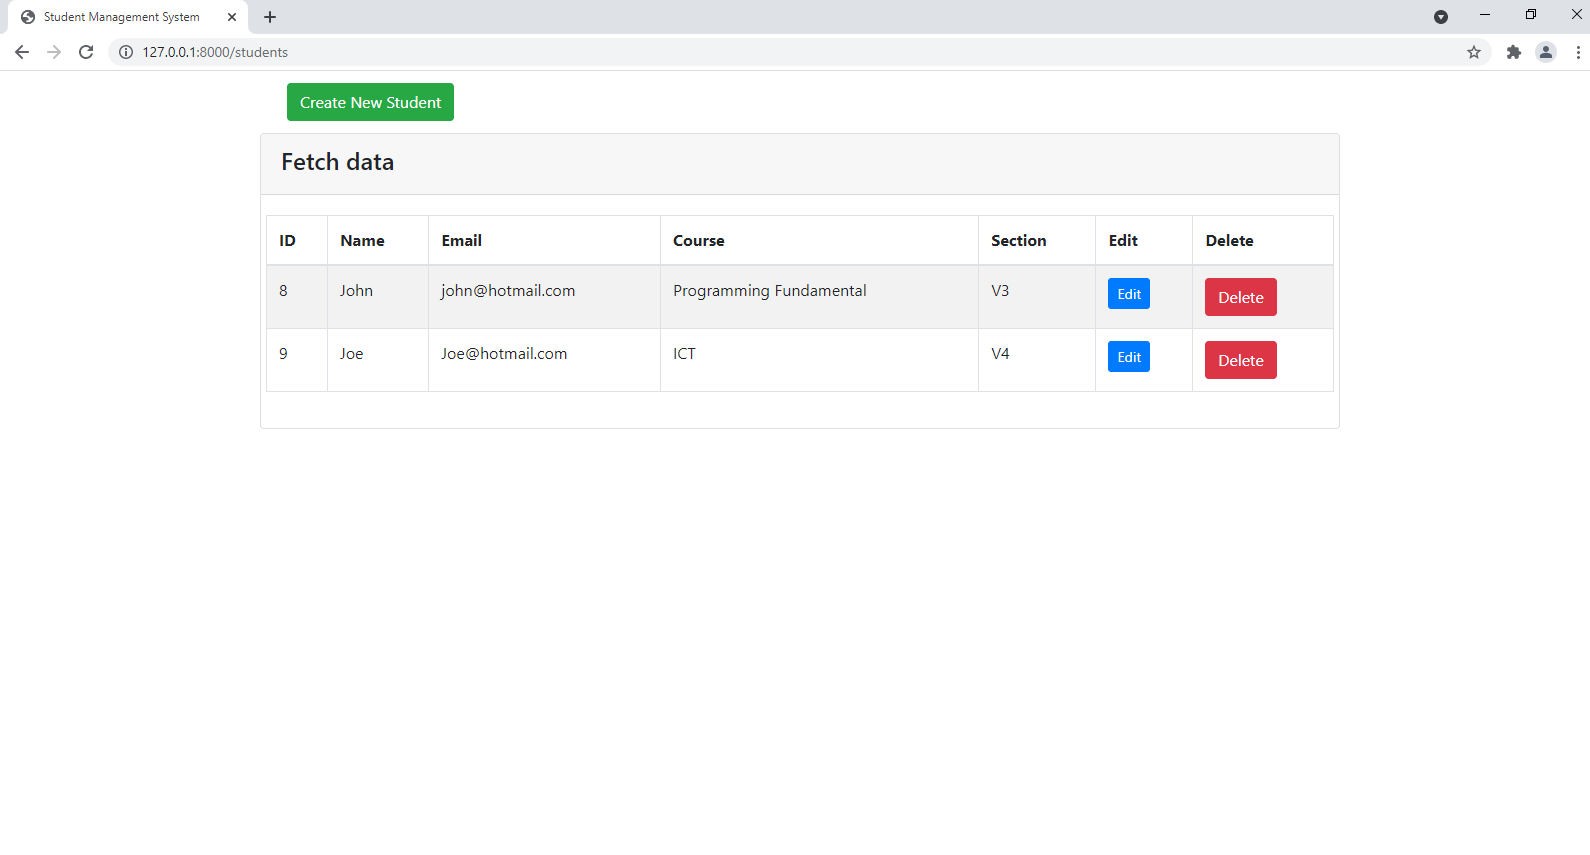 Student Management System
127.0.0.1:8000/students
Create New Student
Fetch data
ID Name Email Course Section Edit Delete
8 John john@hotmail.com Programming Fundamental V3 Edit Delete
9 Joe Joe@hotmail.com ICT V4 Edit Delete